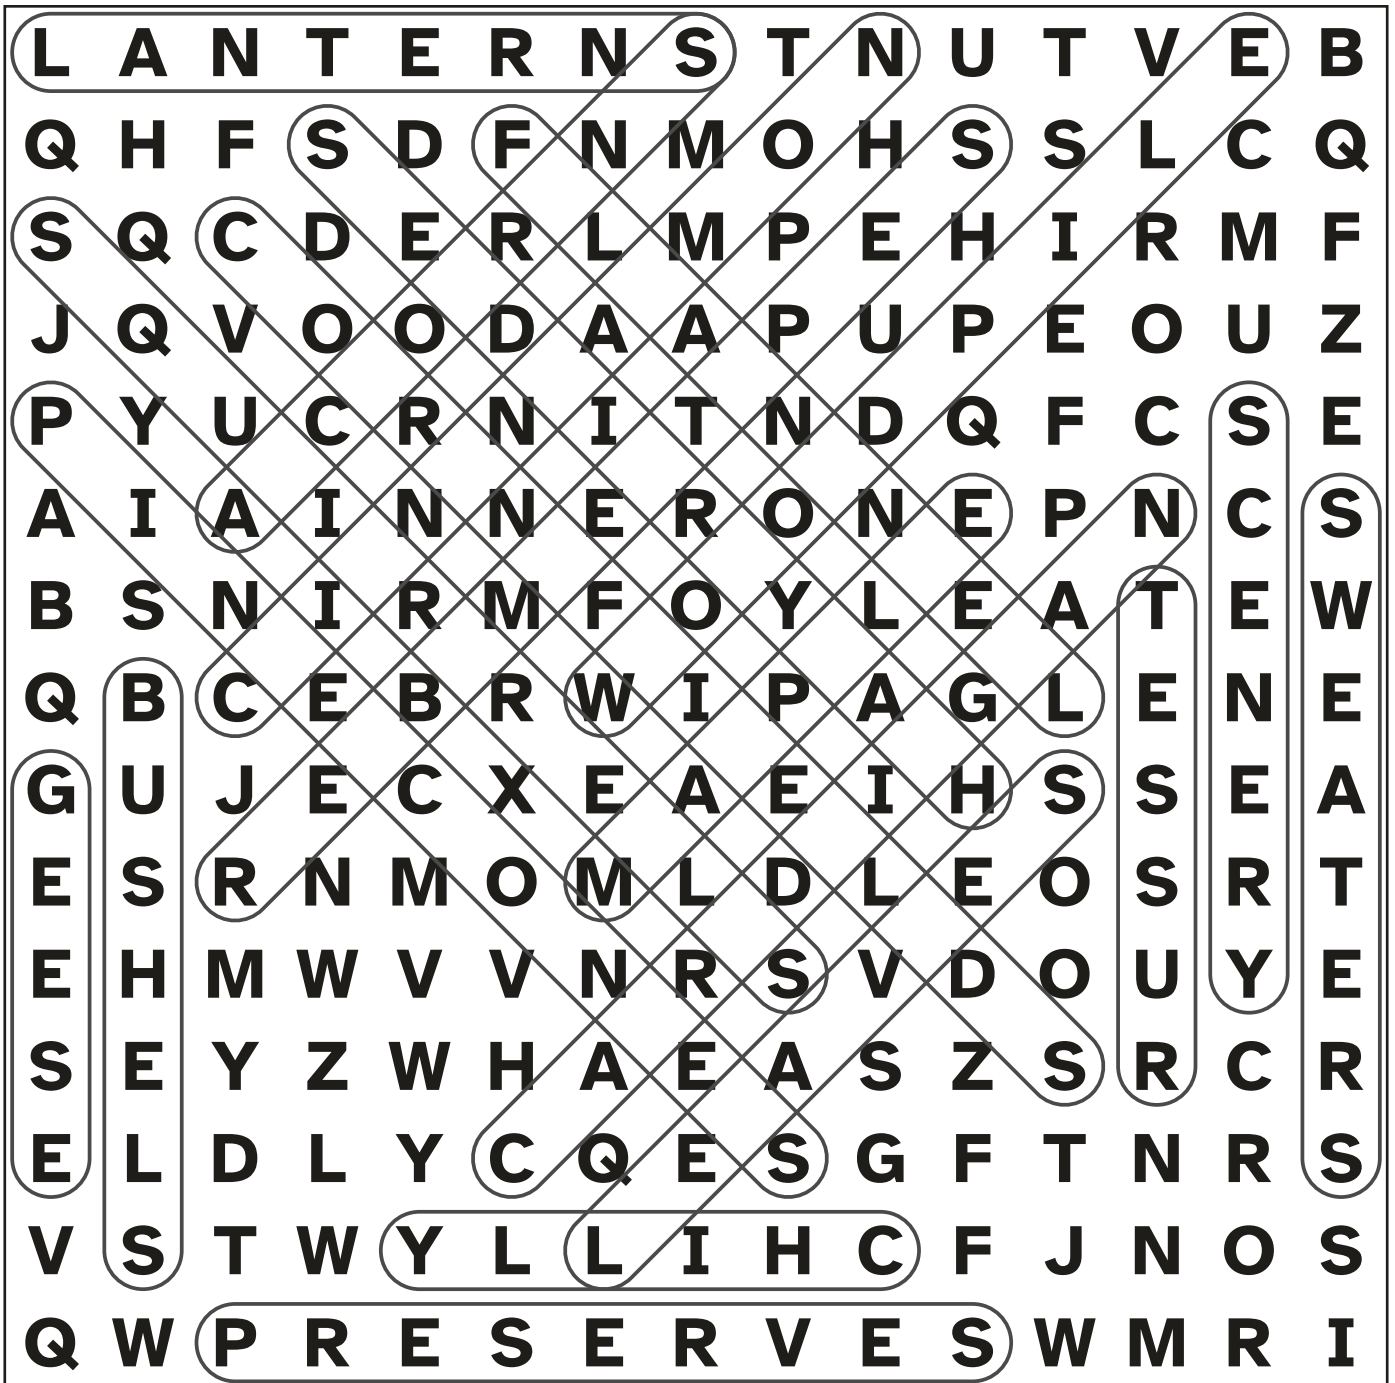 L A N T E R N S T N U T V E B
Q H F S D F N M O H S S L C Q
S Q C D E R L M P E H I R M F
J Q V O O D A A P U P E O U Z
P Y U C R N I T N D Q F C S E
A I A I N N E R O N E P N C S
B S N I R M F O Y L E A T E W
Q B C E B R W I P A G L E N E
G U J E C X E A E I H S S E A
E S R N M O M L D L E O S R T
E H M W V V N R S V D O U Y E
S E Y Z W H A E A S Z S R C R
E L D L Y C Q E S G F T N R S
V S T W Y L L I H C F J N O S
Q W P R E S E R V E S W M R I